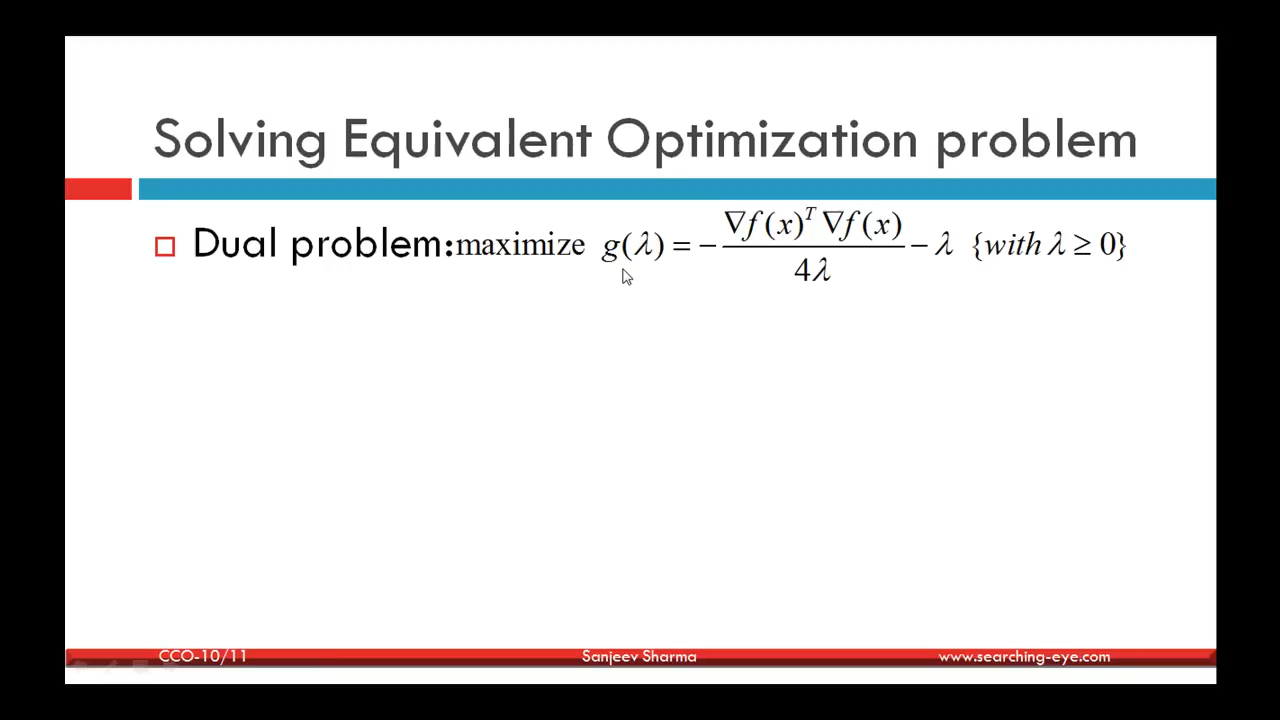 Solving Equivalent Optimization problem
Dual problem: maximize g(λ) = − ∇f(x)ᵀ ∇f(x) / 4λ − λ {with λ ≥ 0}
CCO-10/11 Sanjeev Sharma www.searching-eye.com